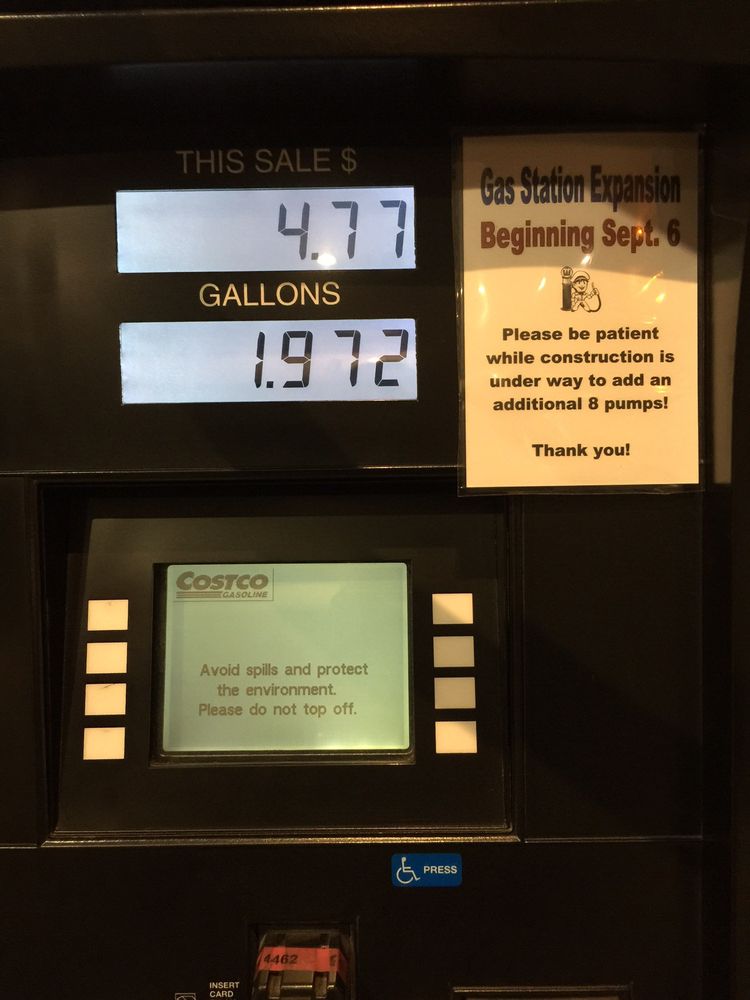 THIS SALE $
4.77
GALLONS
1.972
Gas Station Expansion
Beginning Sept. 6
Please be patient
while construction is
under way to add an
additional 8 pumps!
Thank you!
COSTCO
GASOLINE
Avoid spills and protect
the environment.
Please do not top off.
PRESS
4462
INSERT
CARD